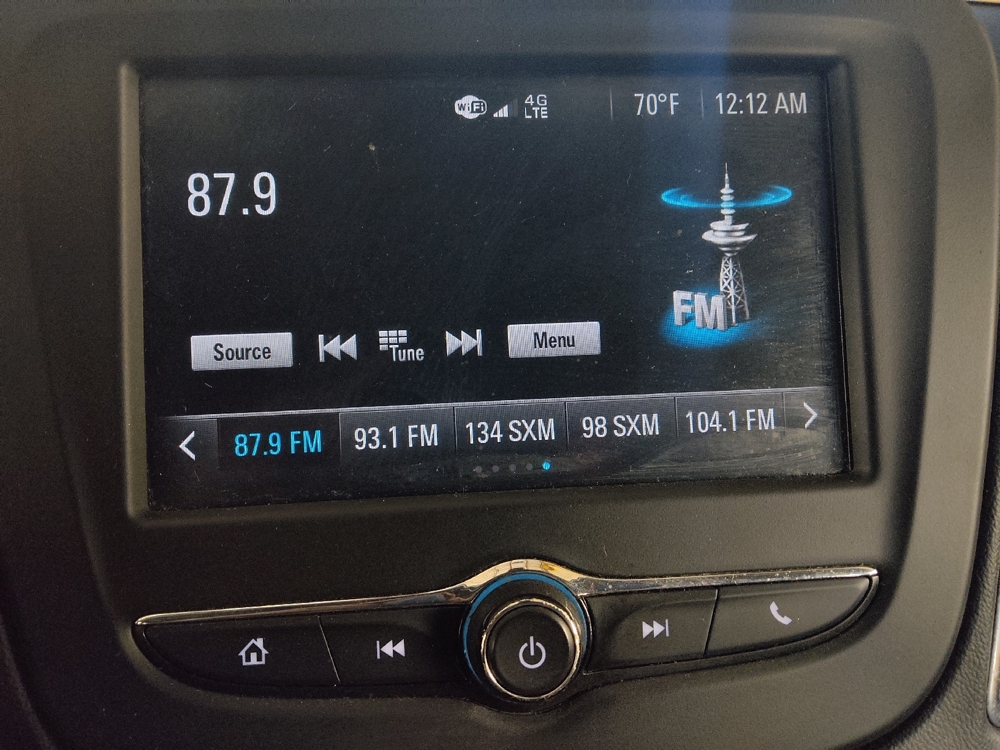 WiFi 4G LTE 70°F 12:12 AM
87.9
FM
Source Tune Menu
87.9 FM 93.1 FM 134 SXM 98 SXM 104.1 FM